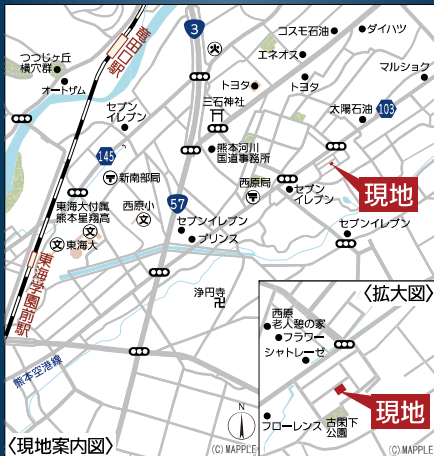 竜田口駅
3
コスモ石油
ダイハツ
つつじヶ丘
横穴群
オートザム
エネオス
マルショク
トヨタ
トヨタ
三石神社
太陽石油
103
セブン
イレブン
熊本河川
国道事務所
145
新南部局
西原局
セブン
イレブン
現地
東海大付属
熊本星翔高
西原小
文
文
文
57
東海大
セブンイレブン
プリンス
セブンイレブン
東海学園前駅
浄円寺
〈拡大図〉
西原
老人憩の家
フラワー
シャトレーゼ
熊本空港線
現地
フローレンス
古閑下
公園
N
〈現地案内図〉
(C) MAPPLE
(C) MAPPLE